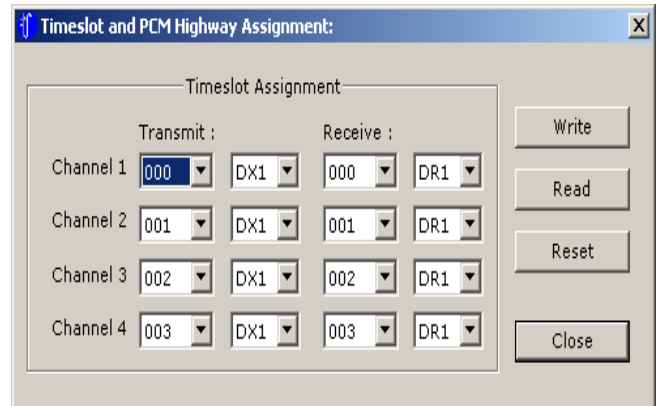 Timeslot and PCM Highway Assignment:
Timeslot Assignment
Transmit : Receive :
Channel 1 000 DX1 000 DR1
Channel 2 001 DX1 001 DR1
Channel 3 002 DX1 002 DR1
Channel 4 003 DX1 003 DR1
Write
Read
Reset
Close